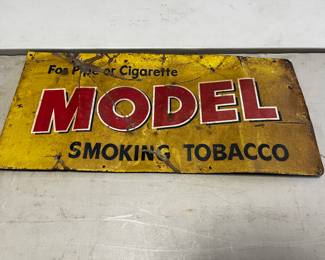 For Pipe or Cigarette
MODEL
SMOKING TOBACCO